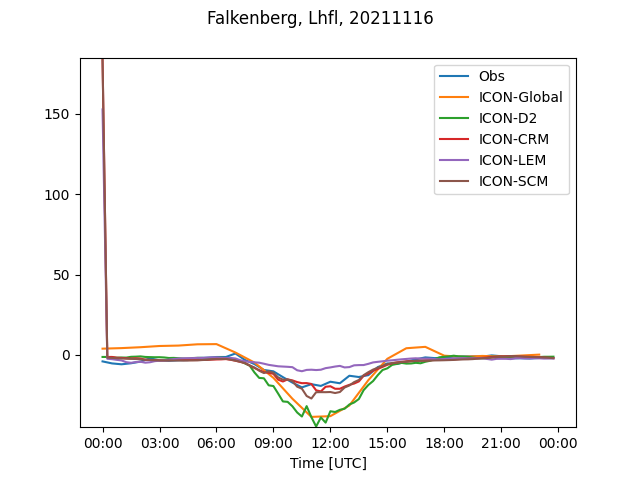 Falkenberg, Lhfl, 20211116
150
100
50
0
Obs
ICON-Global
ICON-D2
ICON-CRM
ICON-LEM
ICON-SCM
00:00 03:00 06:00 09:00 12:00 15:00 18:00 21:00 00:00
Time [UTC]